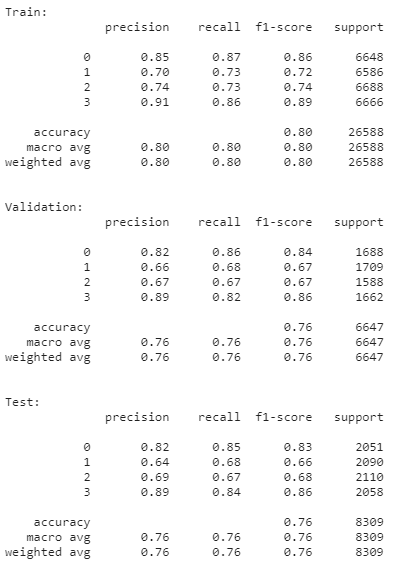 Train:
precision recall f1-score support
0 0.85 0.87 0.86 6648
1 0.70 0.73 0.72 6586
2 0.74 0.73 0.74 6688
3 0.91 0.86 0.89 6666
accuracy 0.80 26588
macro avg 0.80 0.80 0.80 26588
weighted avg 0.80 0.80 0.80 26588
Validation:
precision recall f1-score support
0 0.82 0.86 0.84 1688
1 0.66 0.68 0.67 1709
2 0.67 0.67 0.67 1588
3 0.89 0.82 0.86 1662
accuracy 0.76 6647
macro avg 0.76 0.76 0.76 6647
weighted avg 0.76 0.76 0.76 6647
Test:
precision recall f1-score support
0 0.82 0.85 0.83 2051
1 0.64 0.68 0.66 2090
2 0.69 0.67 0.68 2110
3 0.89 0.84 0.86 2058
accuracy 0.76 8309
macro avg 0.76 0.76 0.76 8309
weighted avg 0.76 0.76 0.76 8309